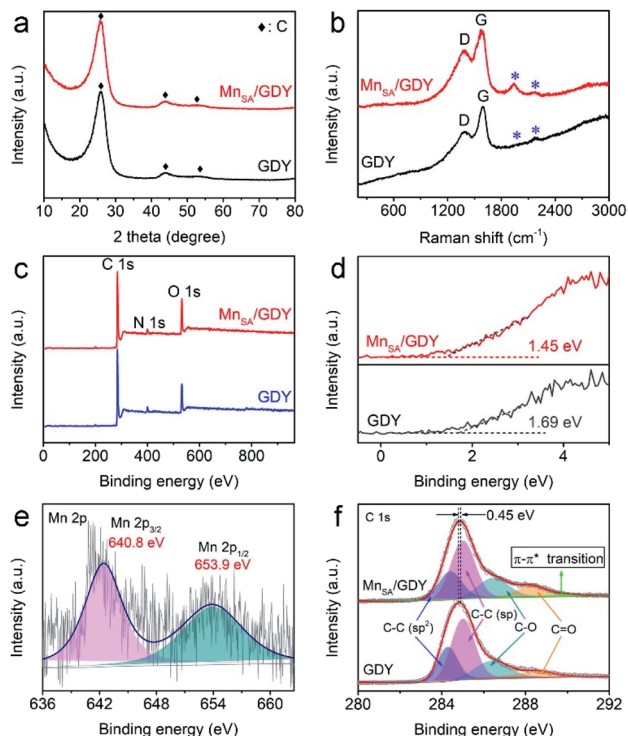 a
◆: C
Mn_SA/GDY
GDY
Intensity (a.u.)
10 20 30 40 50 60 70 80
2 theta (degree)
b
D G
Mn_SA/GDY
* *
D G
* *
GDY
Intensity (a.u.)
600 1200 1800 2400 3000
Raman shift (cm⁻¹)
c
C 1s
N 1s
O 1s
Mn_SA/GDY
GDY
Intensity (a.u.)
0 200 400 600 800
Binding energy (eV)
d
Mn_SA/GDY
1.45 eV
GDY
1.69 eV
Intensity (a.u.)
0 2 4
Binding energy (eV)
e
Mn 2p
Mn 2p3/2
640.8 eV
Mn 2p1/2
653.9 eV
Intensity (a.u.)
636 642 648 654 660
Binding energy (eV)
f
C 1s
0.45 eV
π-π* transition
Mn_SA/GDY
C-C (sp²)
C-C (sp)
C-O
C=O
GDY
Intensity (a.u.)
280 284 288 292
Binding energy (eV)